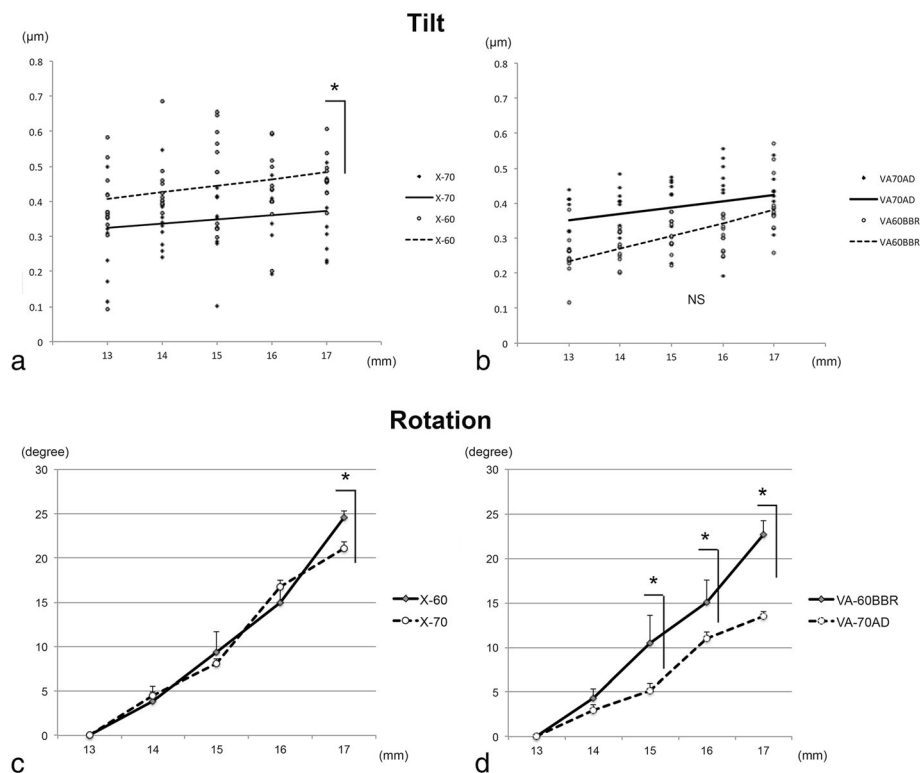 Tilt
(µm)
0.8
0.7
0.6
0.5
0.4
0.3
0.2
0.1
0
*
13 14 15 16 17
(mm)
X-70
X-70
X-60
X-60
a
(µm)
0.8
0.7
0.6
0.5
0.4
0.3
0.2
0.1
0
NS
13 14 15 16 17
(mm)
VA70AD
VA70AD
VA60BBR
VA60BBR
b
Rotation
(degree)
30
25
20
15
10
5
0
*
13 14 15 16 17
(mm)
X-60
X-70
c
(degree)
30
25
20
15
10
5
0
* * *
13 14 15 16 17
(mm)
VA-60BBR
VA-70AD
d